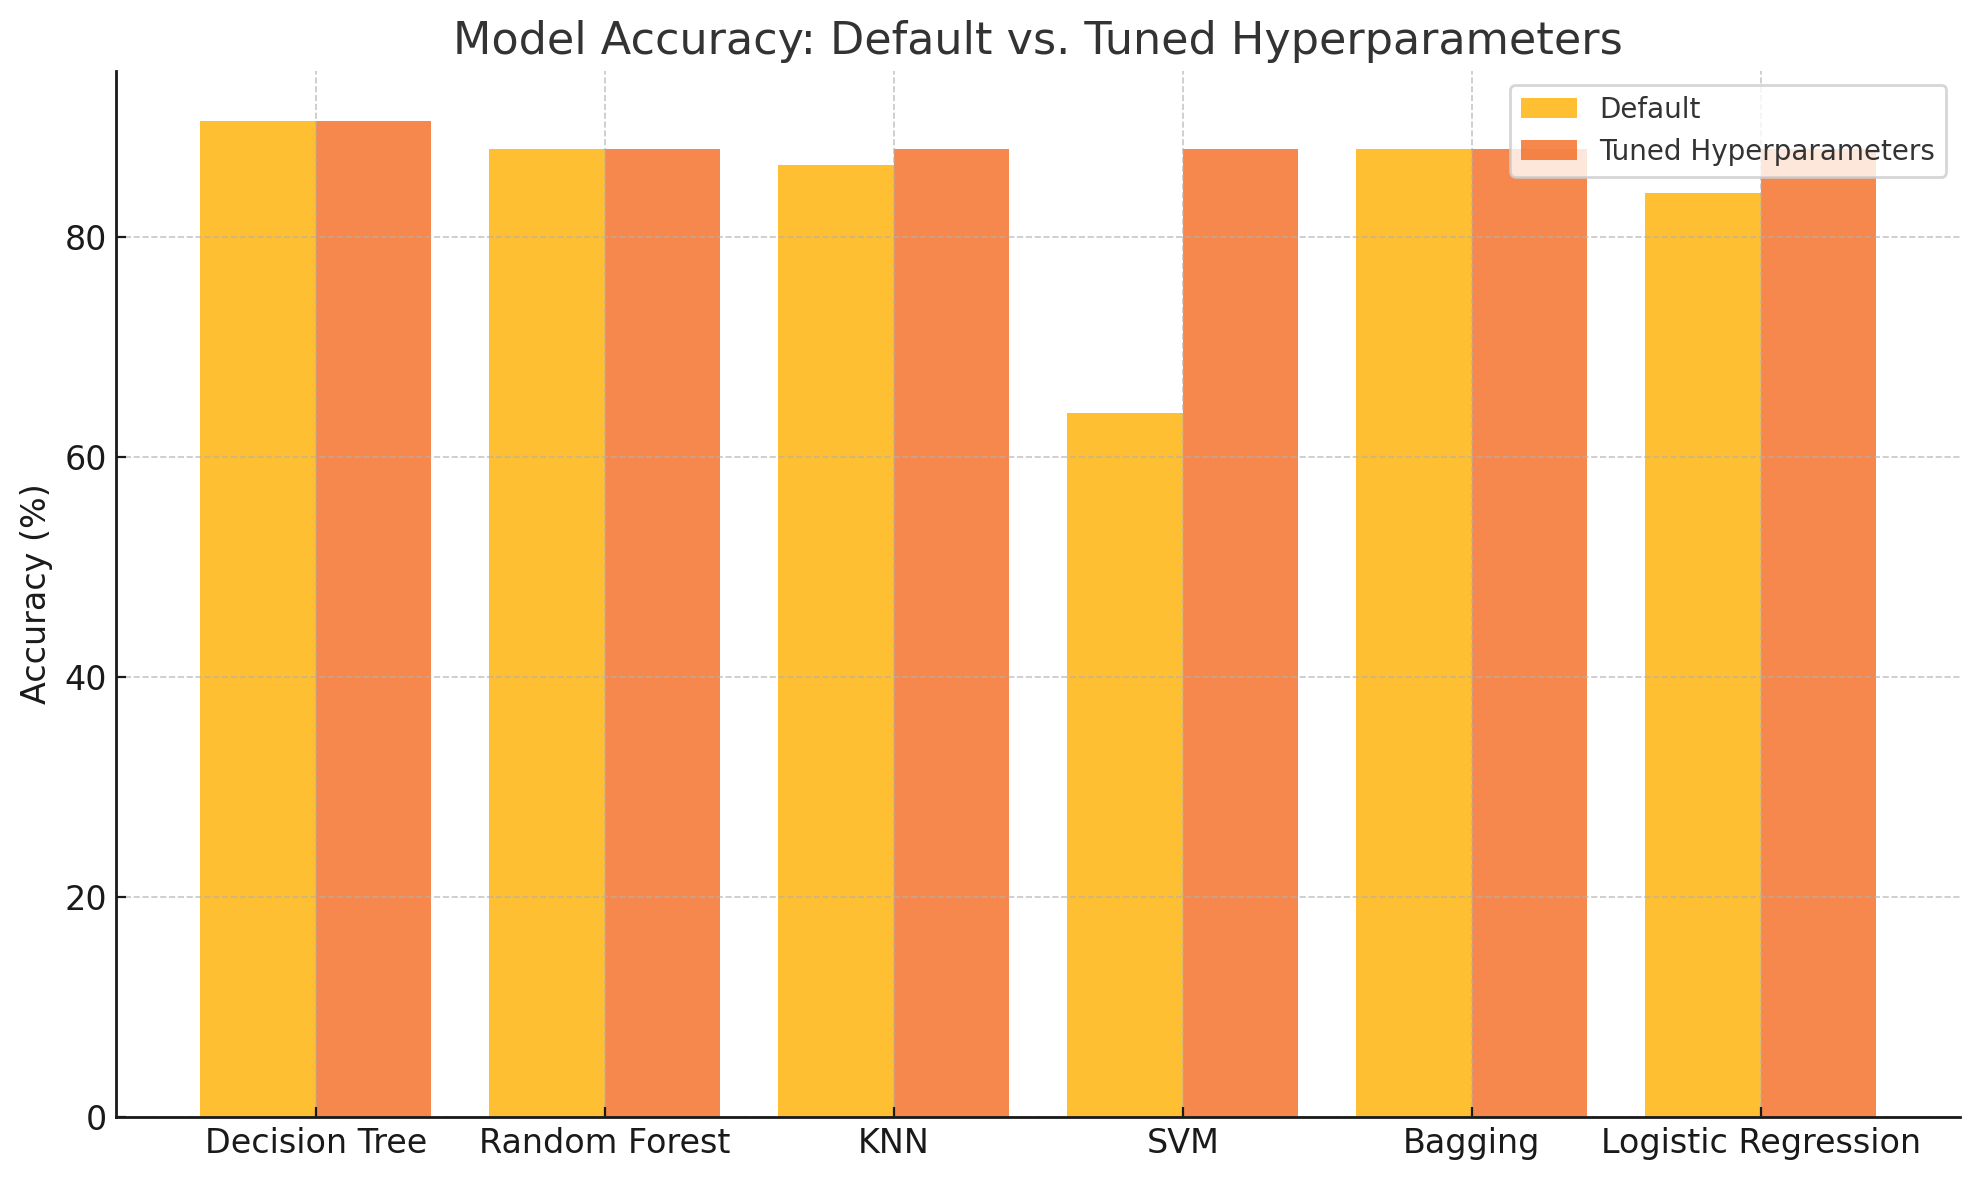 Model Accuracy: Default vs. Tuned Hyperparameters
Default
Tuned Hyperparameters
Accuracy (%)
80
60
40
20
0
Decision Tree Random Forest KNN SVM Bagging Logistic Regression